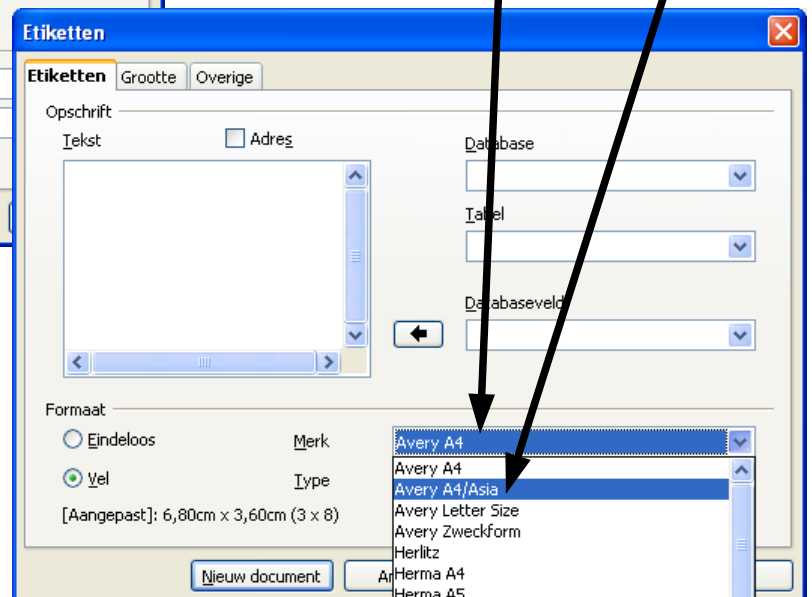 Etiketten
Etiketten Grootte Overige
Opschrift
Tekst Adres Database
Tabel
Databaseveld
Formaat
Eindeloos Merk Avery A4
Avery A4
Vel Type Avery A4/Asia
[Aangepast]: 6,80cm x 3,60cm (3 x 8) Avery Letter Size
Avery Zweckform
Herlitz
Nieuw document Herma A4
Herma A5